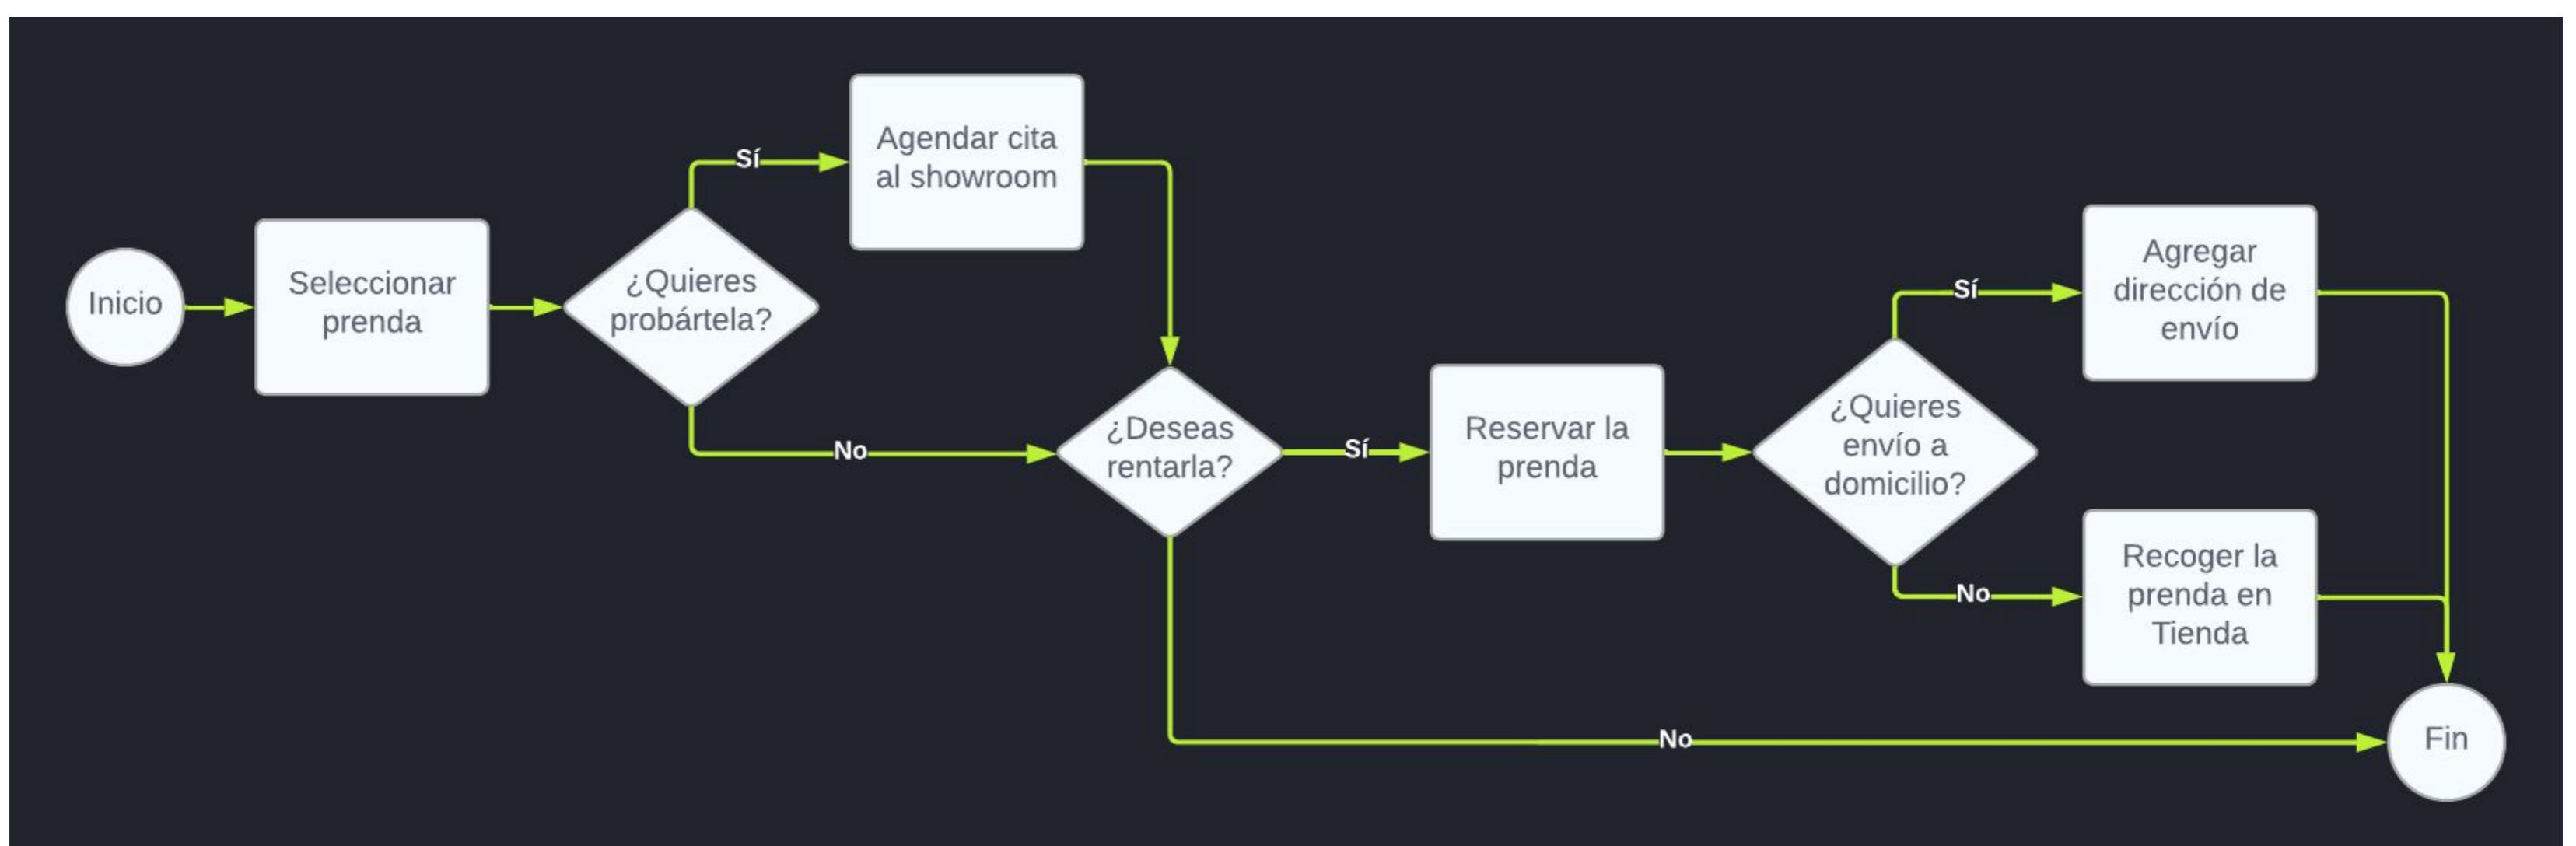 Inicio
Seleccionar
prenda
¿Quieres
probártela?
Sí
Agendar cita
al showroom
No
¿Deseas
rentarla?
Sí
Reservar la
prenda
¿Quieres
envío a
domicilio?
Sí
Agregar
dirección de
envío
No
Recoger la
prenda en
Tienda
No
Fin